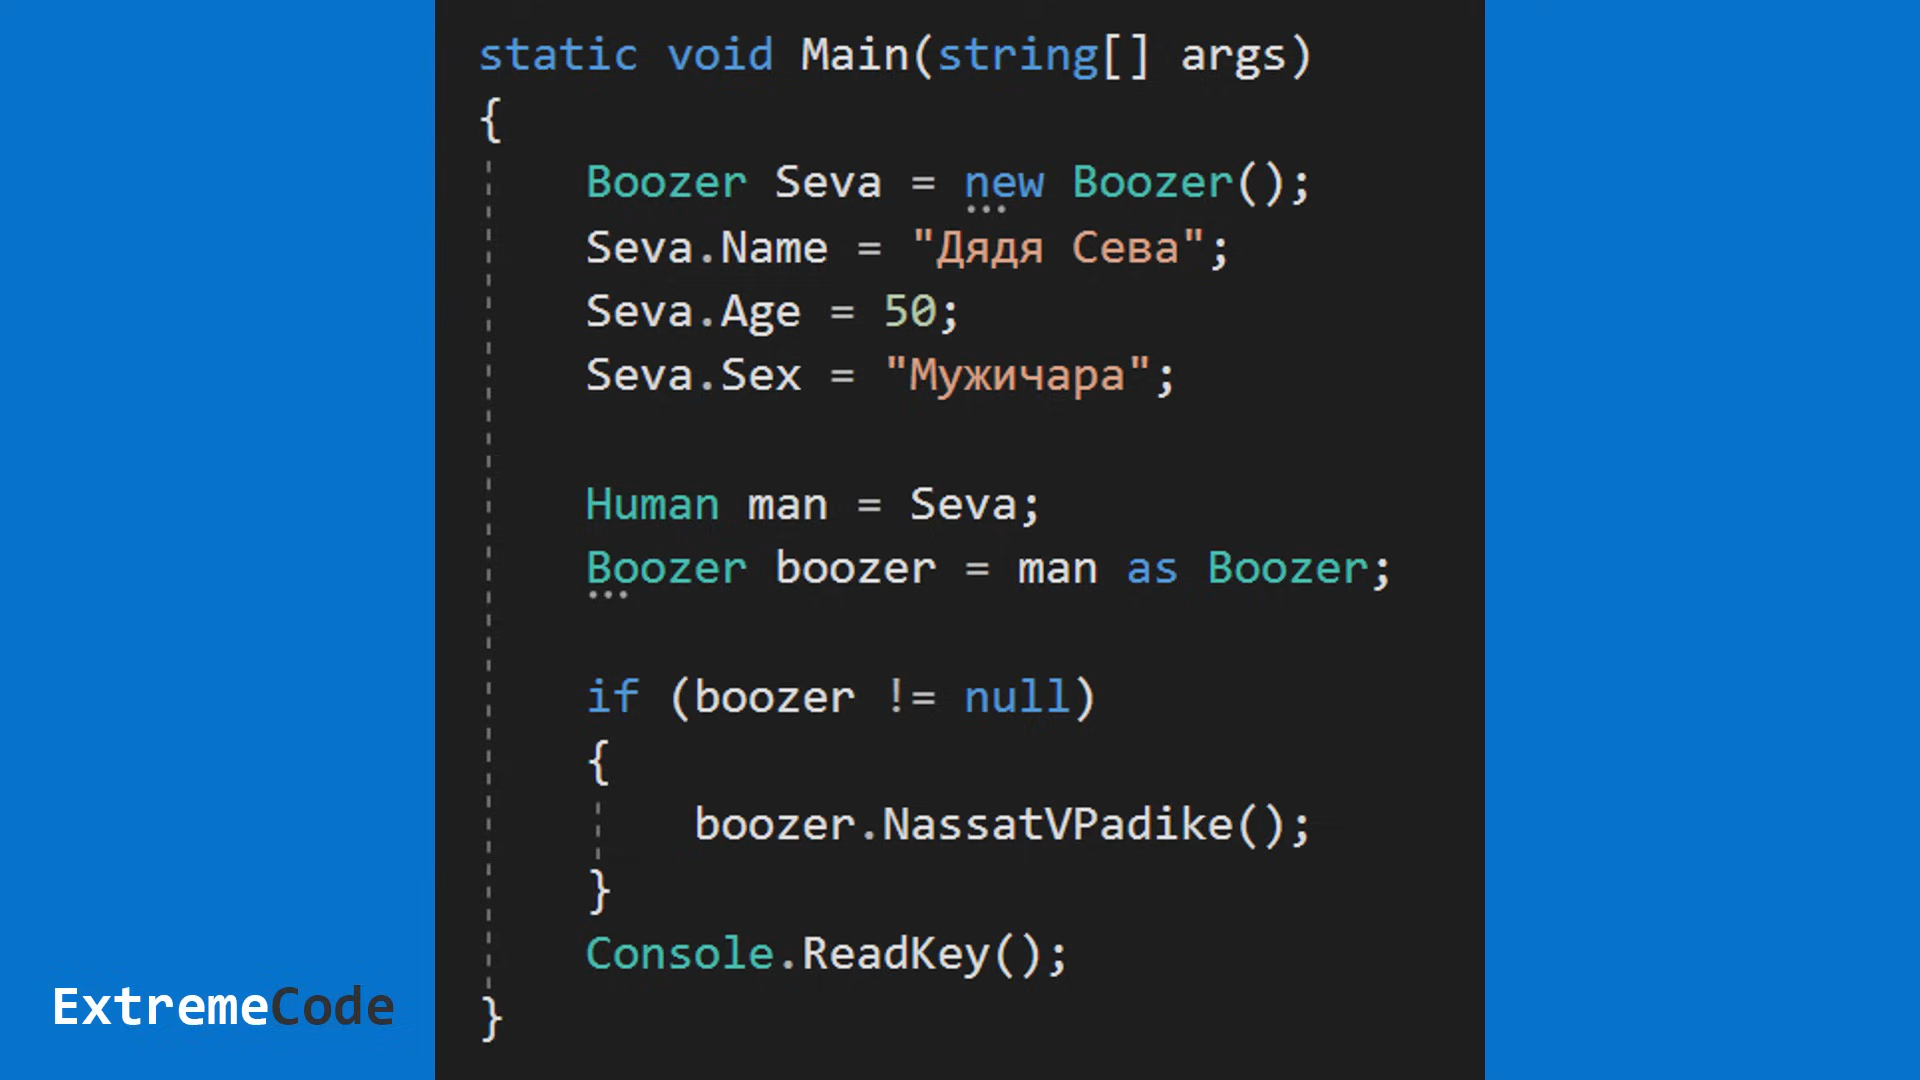 static void Main(string[] args)
{
Boozer Seva = new Boozer();
Seva.Name = "Дядя Сева";
Seva.Age = 50;
Seva.Sex = "Мужичара";
Human man = Seva;
Boozer boozer = man as Boozer;
if (boozer != null)
{
boozer.NassatVPadike();
}
Console.ReadKey();
}
ExtremeCode